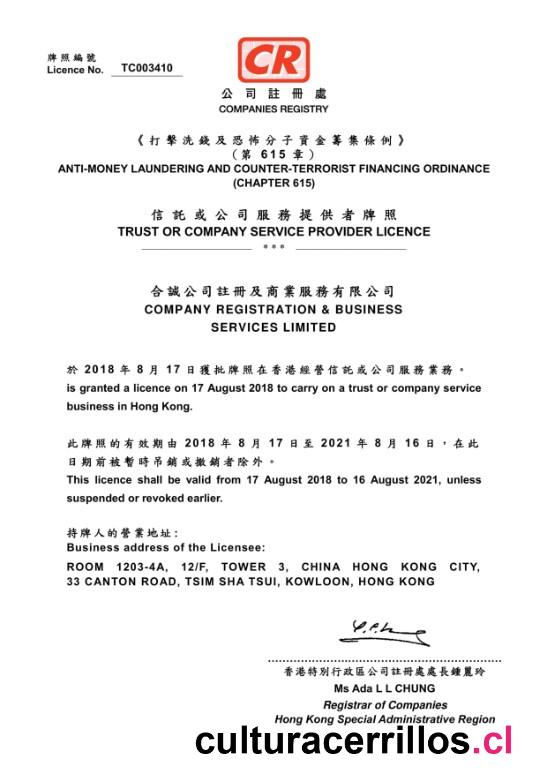 牌照編號
Licence No. TC003410
CR
公司註冊處
COMPANIES REGISTRY
《打擊洗錢及恐怖分子資金籌集條例》
(第 615 章)
ANTI-MONEY LAUNDERING AND COUNTER-TERRORIST FINANCING ORDINANCE
(CHAPTER 615)
信託或公司服務提供者牌照
TRUST OR COMPANY SERVICE PROVIDER LICENCE
***
合誠公司註冊及商業服務有限公司
COMPANY REGISTRATION & BUSINESS
SERVICES LIMITED
於 2018 年 8 月 17 日獲批牌照在香港經營信託或公司服務業務。
is granted a licence on 17 August 2018 to carry on a trust or company service
business in Hong Kong.
此牌照的有效期由 2018 年 8 月 17 日至 2021 年 8 月 16 日，在此
日期前被暫時吊銷或撤銷者除外。
This licence shall be valid from 17 August 2018 to 16 August 2021, unless
suspended or revoked earlier.
持牌人的營業地址:
Business address of the Licensee:
ROOM 1203-4A, 12/F, TOWER 3, CHINA HONG KONG CITY,
33 CANTON ROAD, TSIM SHA TSUI, KOWLOON, HONG KONG
香港特別行政區公司註冊處處長鍾麗玲
Ms Ada L L CHUNG
Registrar of Companies
Hong Kong Special Administrative Region
culturacerrillos.cl